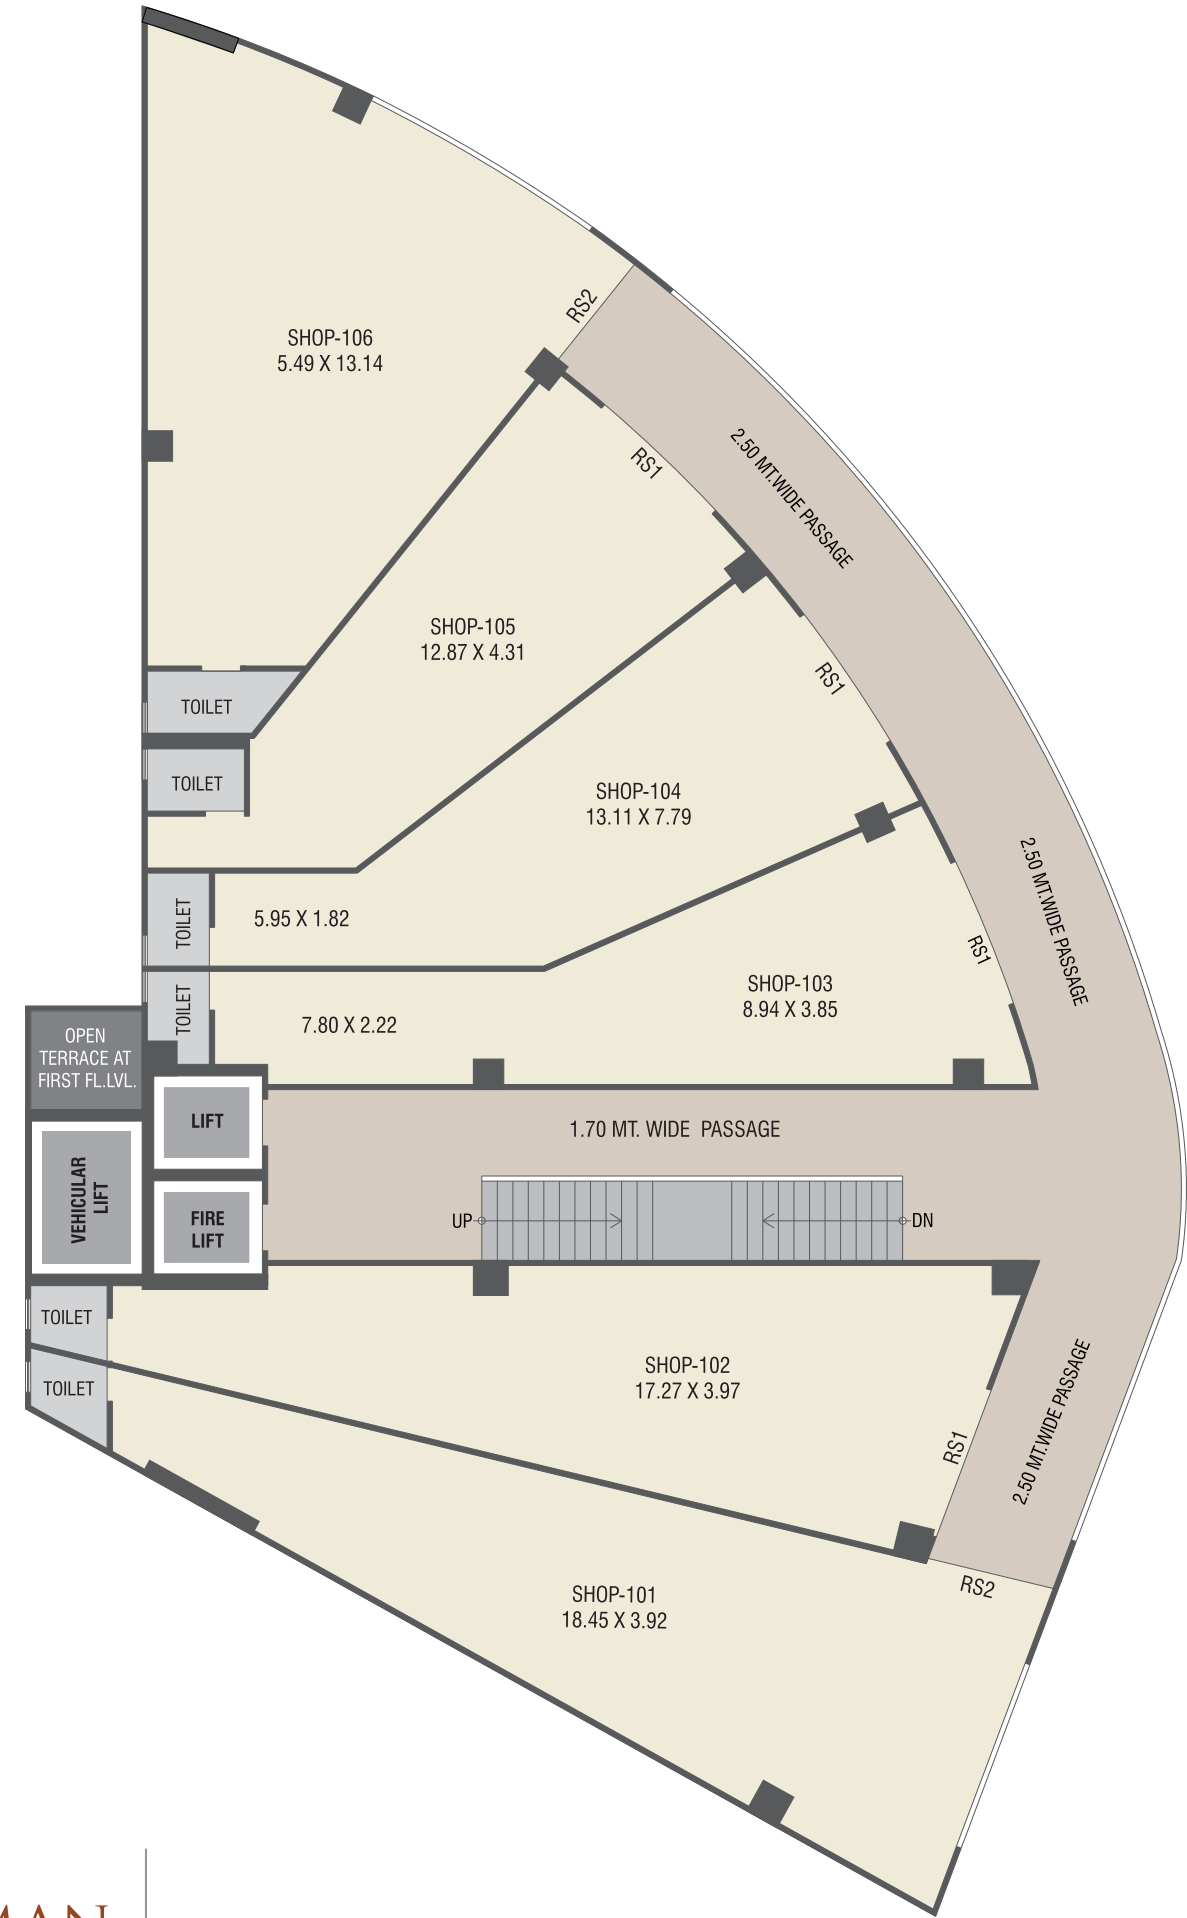 RS2
SHOP-106
5.49 X 13.14
RS1
2.50 MT.WIDE PASSAGE
SHOP-105
12.87 X 4.31
RS1
TOILET
TOILET
SHOP-104
13.11 X 7.79
2.50 MT.WIDE PASSAGE
TOILET
5.95 X 1.82
RS1
SHOP-103
8.94 X 3.85
TOILET
7.80 X 2.22
OPEN
TERRACE AT
FIRST FL.LVL.
LIFT
1.70 MT. WIDE PASSAGE
VEHICULAR
LIFT
FIRE
LIFT
UP
DN
TOILET
SHOP-102
17.27 X 3.97
TOILET
2.50 MT.WIDE PASSAGE
RS1
RS2
SHOP-101
18.45 X 3.92